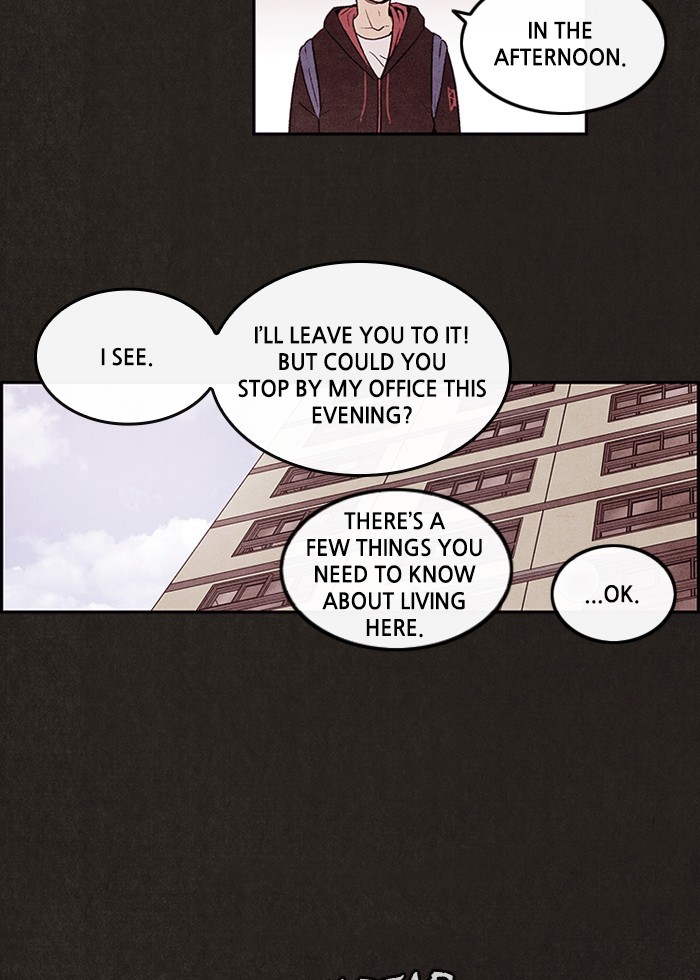 IN THE
AFTERNOON.
I SEE.
I'LL LEAVE YOU TO IT!
BUT COULD YOU
STOP BY MY OFFICE THIS
EVENING?
THERE'S A
FEW THINGS YOU
NEED TO KNOW
ABOUT LIVING
HERE.
...OK.